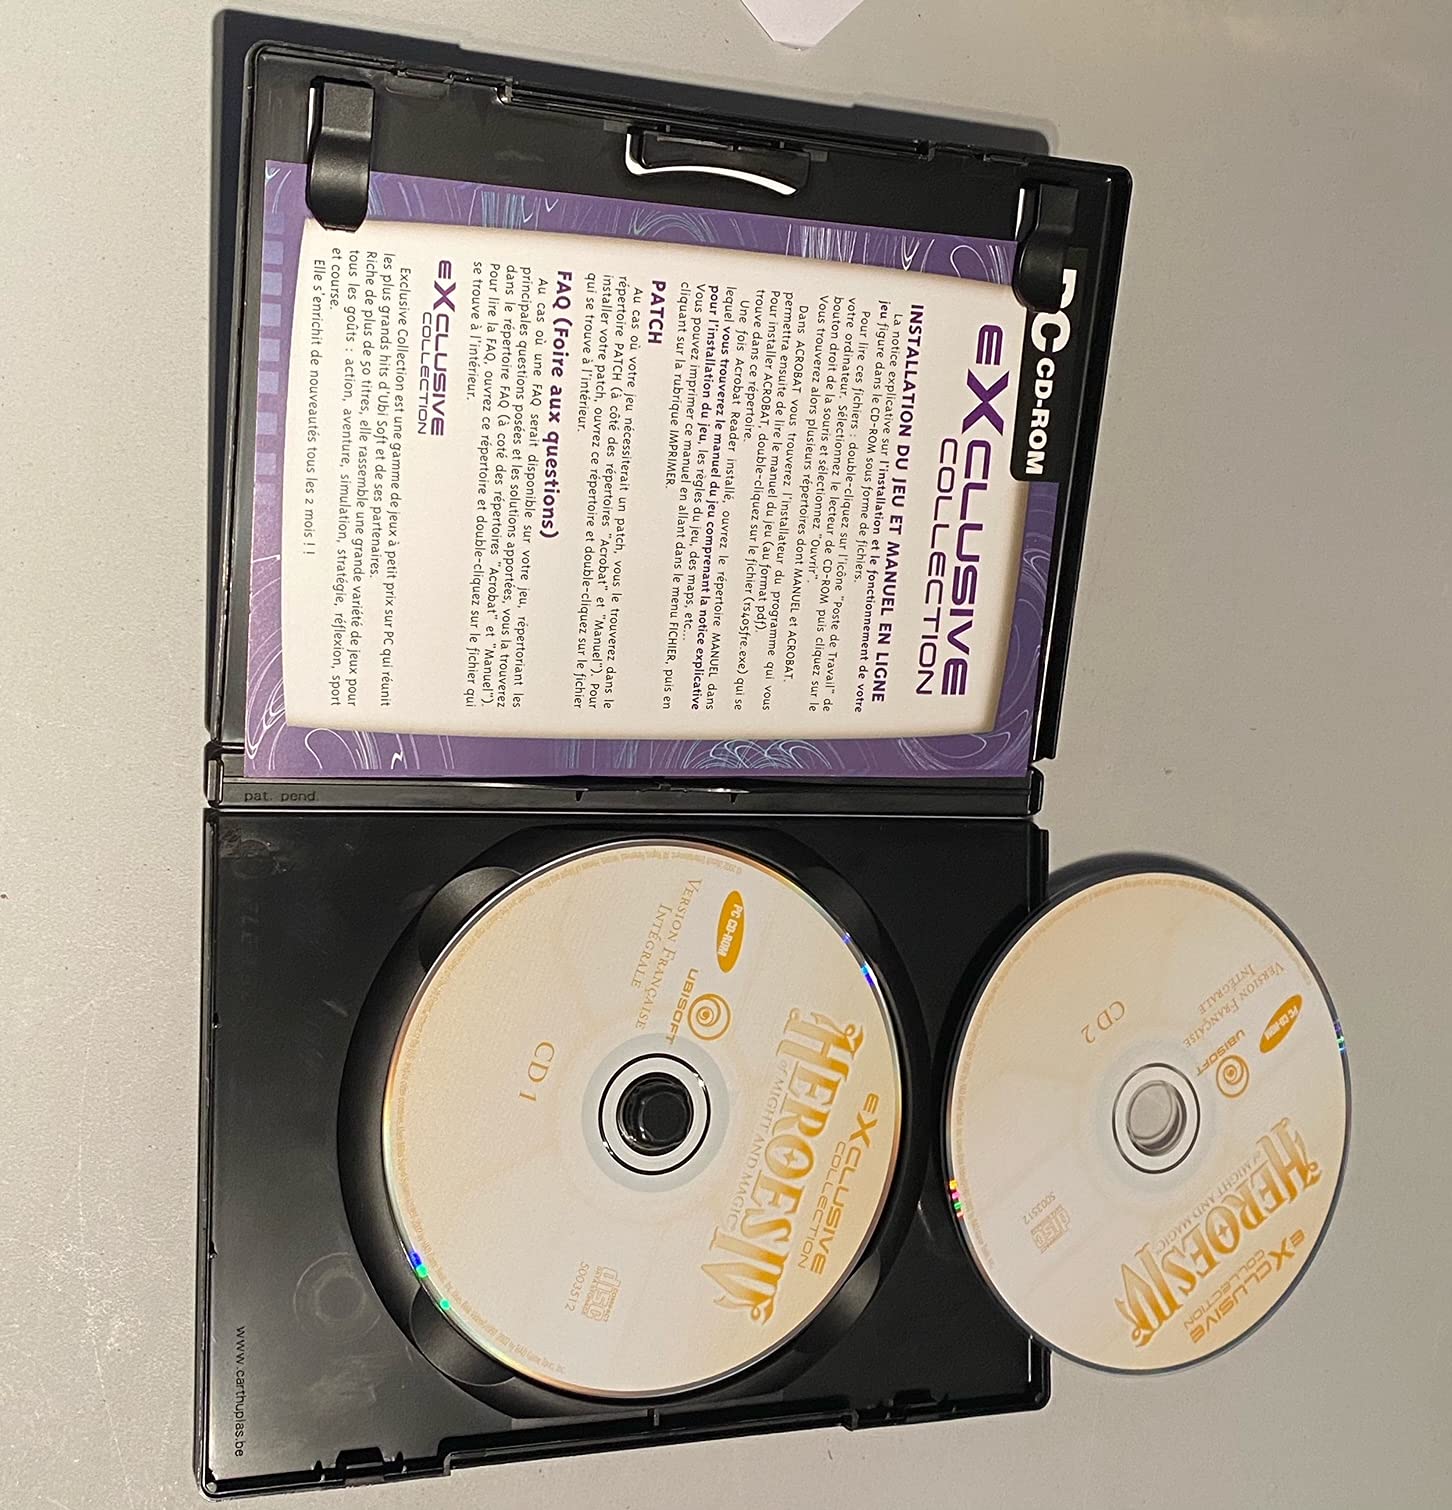 PC CD-ROM
eXCLUSIVE
COLLECTION
INSTALLATION DU JEU ET MANUEL EN LIGNE
La notice explicative sur l'installation et le fonctionnement de votre
jeu figure dans le CD-ROM sous forme de fichiers.
Pour lire ces fichiers : double-cliquez sur l'icône "Poste de Travail" de
votre ordinateur. Sélectionnez le lecteur de CD-ROM puis cliquez sur le
bouton droit de la souris et sélectionnez "Ouvrir".
Vous trouverez alors plusieurs répertoires dont MANUEL et ACROBAT.
Dans ACROBAT vous trouverez l'installateur du programme qui vous
permettra ensuite de lire le manuel du jeu (au format pdf).
Pour installer ACROBAT, double-cliquez sur le fichier (rs405fre.exe) qui se
trouve dans ce répertoire.
Une fois Acrobat Reader installé, ouvrez le répertoire MANUEL dans
lequel vous trouverez le manuel du jeu comprenant la notice explicative
pour l'installation du jeu, les règles du jeu, des maps, etc...
Vous pouvez imprimer ce manuel en allant dans le menu FICHIER, puis en
cliquant sur la rubrique IMPRIMER.
PATCH
Au cas où votre jeu nécessiterait un patch, vous le trouverez dans le
répertoire PATCH (à côté des répertoires "Acrobat" et "Manuel"). Pour
installer votre patch, ouvrez ce répertoire et double-cliquez sur le fichier
qui se trouve à l'intérieur.
FAQ (Foire aux questions)
Au cas où une FAQ serait disponible sur votre jeu, répertoriant les
principales questions posées et les solutions apportées, vous la trouverez
dans le répertoire FAQ (à coté des répertoires "Acrobat" et "Manuel").
Pour lire la FAQ, ouvrez ce répertoire et double-cliquez sur le fichier qui
se trouve à l'intérieur.
eXCLUSIVE
COLLECTION
Exclusive Collection est une gamme de jeux à petit prix sur PC qui réunit
les plus grands hits d'Ubi Soft et de ses partenaires.
Riche de plus de 50 titres, elle rassemble une grande variété de jeux pour
tous les goûts : action, aventure, simulation, stratégie, réflexion, sport
et course.
Elle s'enrichit de nouveautés tous les 2 mois ! !
pat. pend.
eXCLUSIVE
COLLECTION
HEROES IV
of MIGHT AND MAGIC
PC CD-ROM
UBISOFT
VERSION FRANÇAISE
INTÉGRALE
CD 1
COMPACT
disc
S003512
www.carthuplas.be
eXCLUSIVE
COLLECTION
HEROES IV
of MIGHT AND MAGIC
PC CD-ROM
UBISOFT
VERSION FRANÇAISE
INTÉGRALE
CD 2
disc
S003512